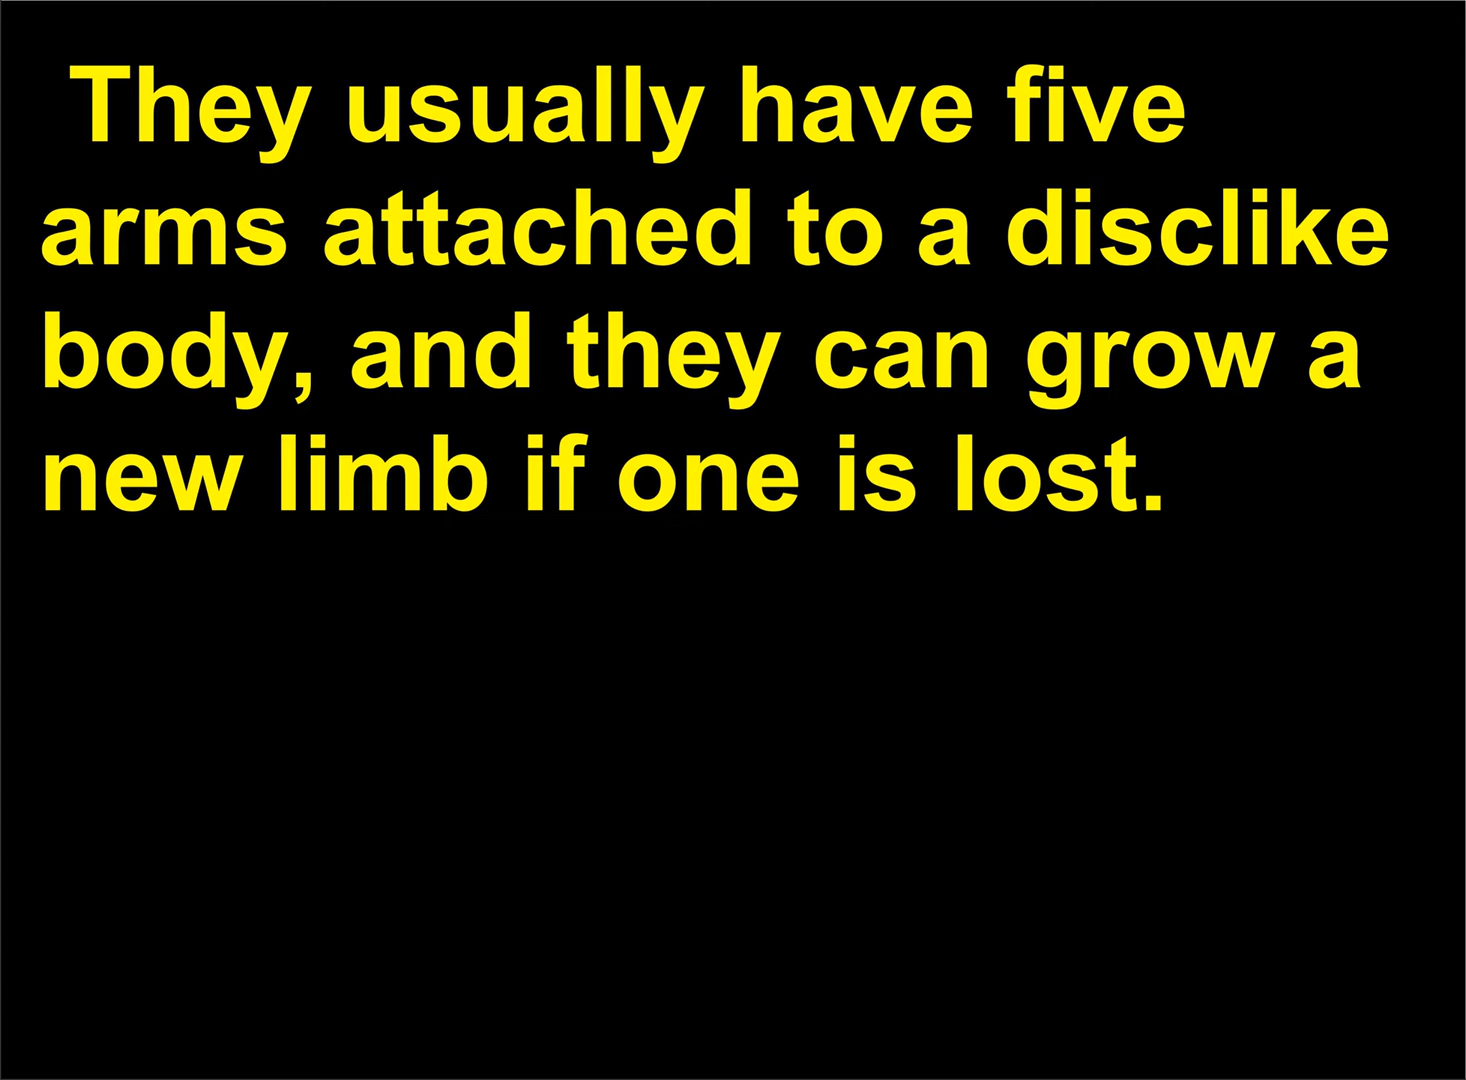 They usually have five
arms attached to a disclike
body, and they can grow a
new limb if one is lost.